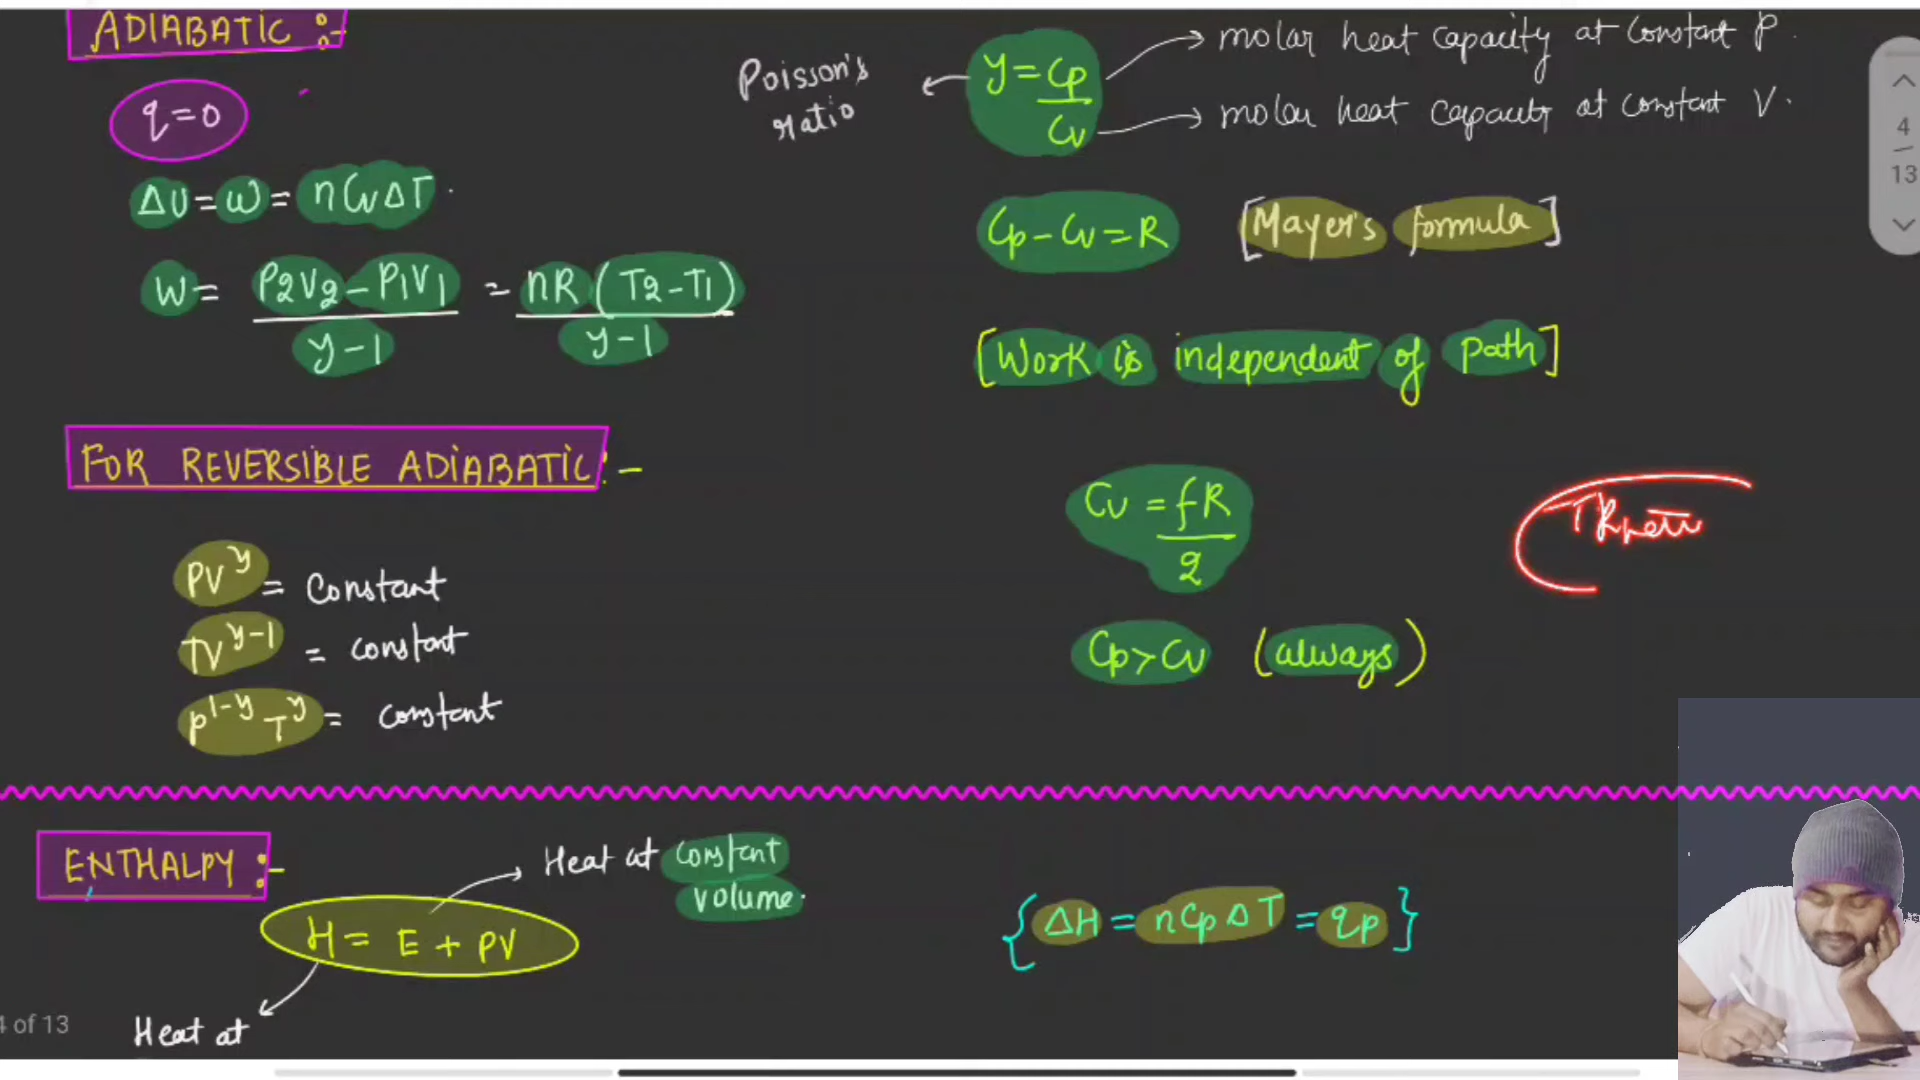 ADIABATIC :-
q=0
ΔU=W=nCvΔT.
W= P2V2-P1V1 / y-1 = nR(T2-T1) / y-1
Poisson's ratio
y=Cp/Cv
molar heat capacity at constant P.
molar heat capacity at constant V.
Cp-Cv=R [Mayer's formula]
[Work is independent of path]
FOR REVERSIBLE ADIABATIC:-
PV^y = Constant
TV^y-1 = constant
P^1-y T^y = constant
Cv=fR/2
Cp>Cv (always)
ENTHALPY:-
Heat at constant volume.
H= E + PV
{ΔH = nCpΔT = qp}
Heat at
4 of 13
4
13